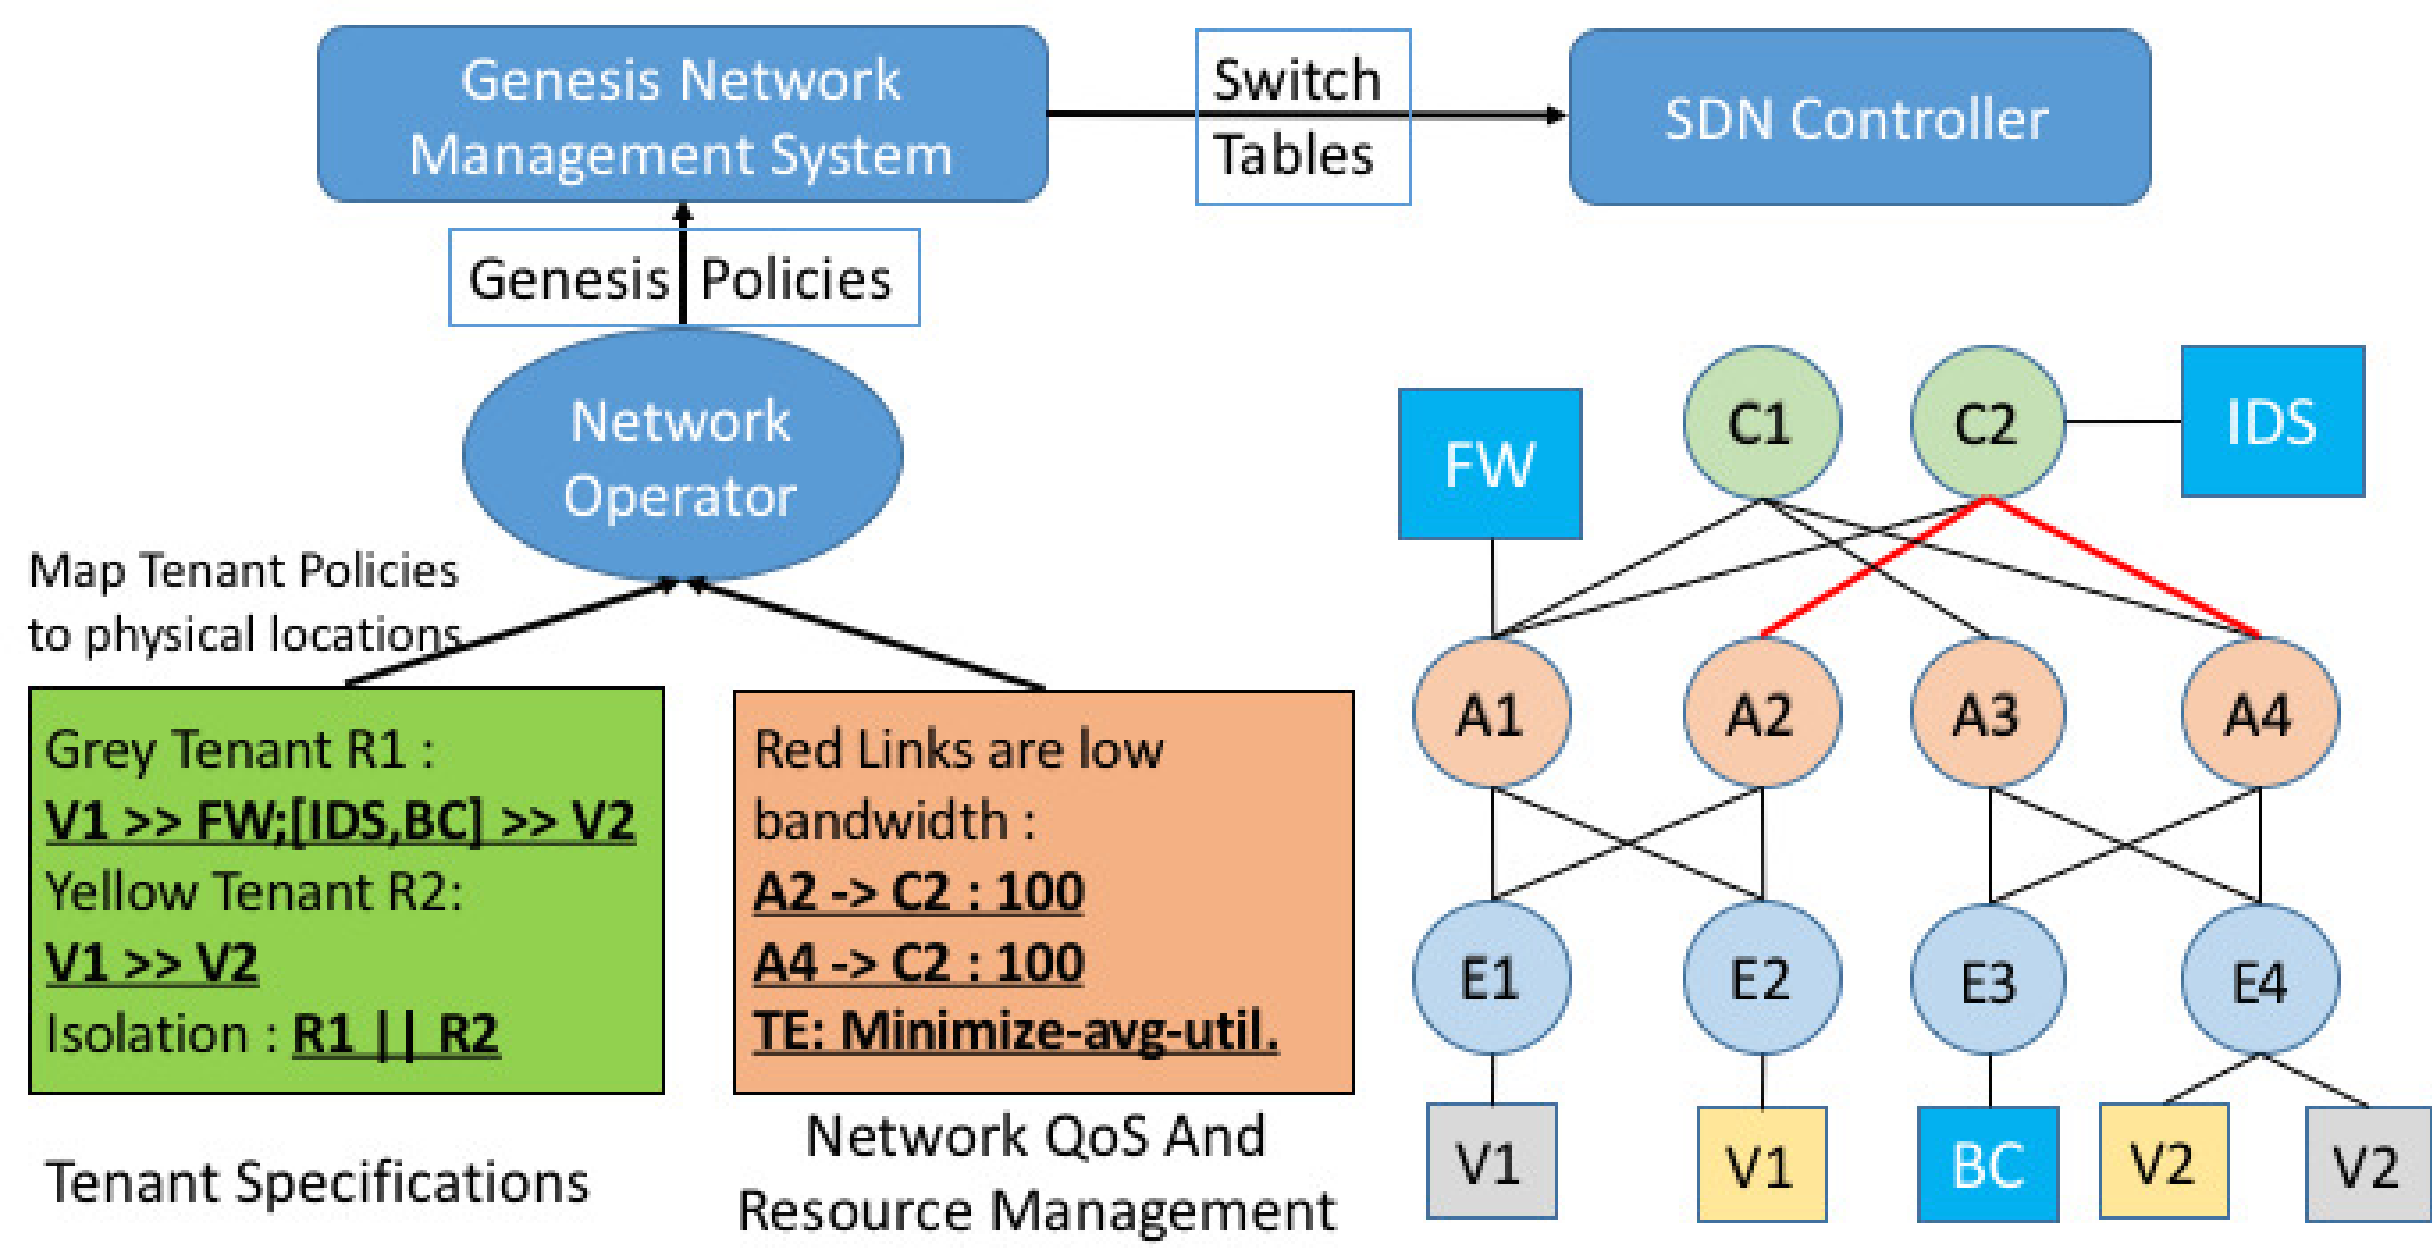 Genesis Network
Management System
Switch
Tables
SDN Controller
Genesis Policies
Network
Operator
Map Tenant Policies
to physical locations
Grey Tenant R1 :
V1 >> FW;[IDS,BC] >> V2
Yellow Tenant R2:
V1 >> V2
Isolation : R1 || R2
Tenant Specifications
Red Links are low
bandwidth :
A2 -> C2 : 100
A4 -> C2 : 100
TE: Minimize-avg-util.
Network QoS And
Resource Management
FW
C1
C2
IDS
A1
A2
A3
A4
E1
E2
E3
E4
V1
V1
BC
V2
V2